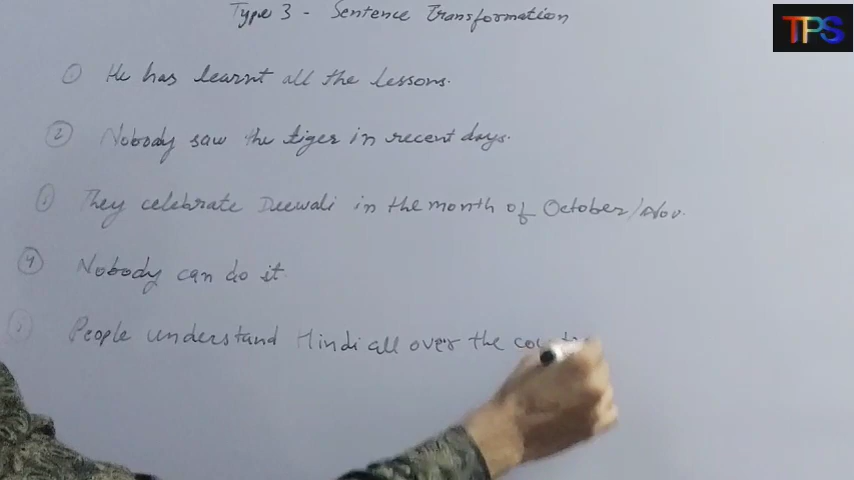 Type 3 - Sentence Transformation
TPS
① He has learnt all the lessons.
② Nobody saw the tiger in recent days.
③ They celebrate Deewali in the month of October/Nov.
④ Nobody can do it
⑤ People understand Hindi all over the